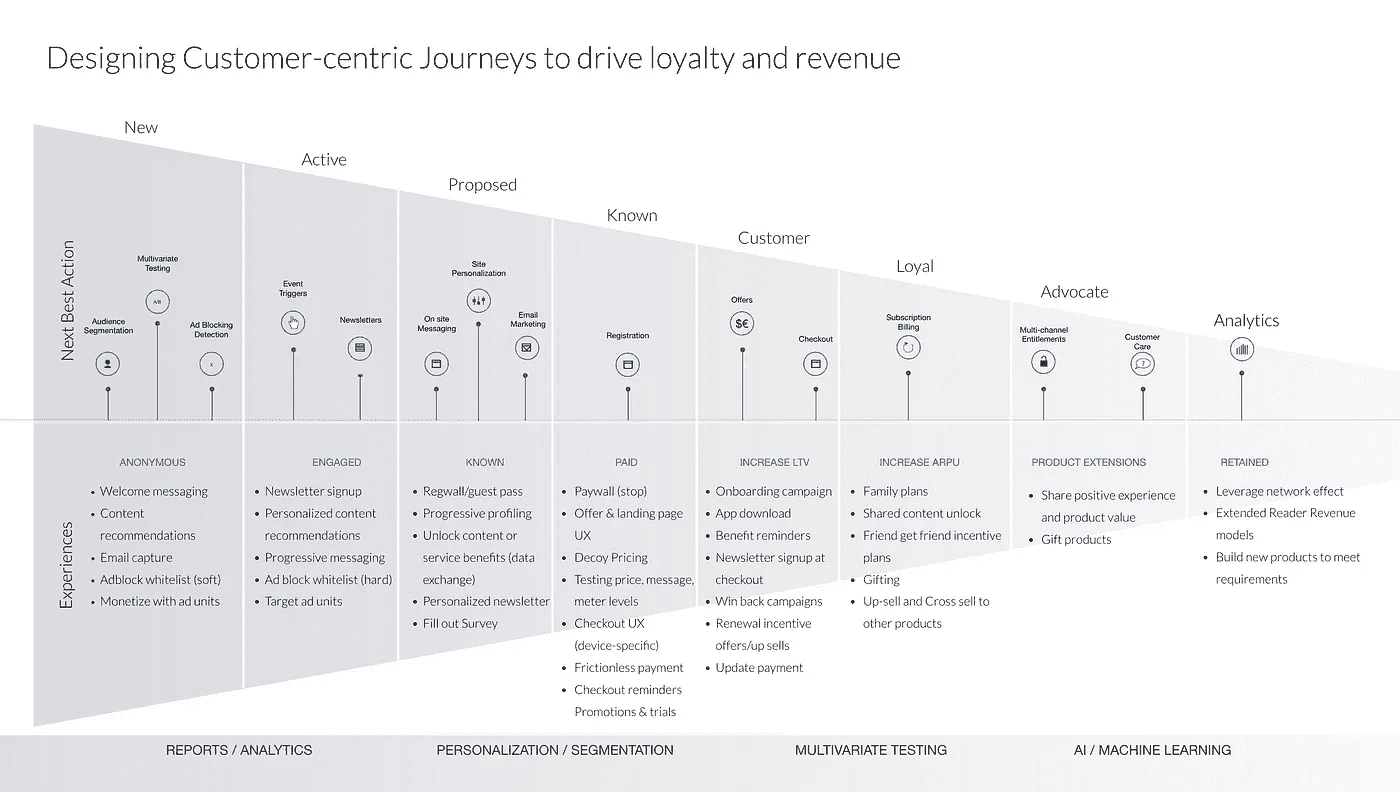 Designing Customer-centric Journeys to drive loyalty and revenue
New
Active
Proposed
Known
Customer
Loyal
Advocate
Analytics
Next Best Action
Audience
Segmentation
Multivariate
Testing
A/B
Ad Blocking
Detection
x
Event
Triggers
Newsletters
On site
Messaging
Site
Personalization
Email
Marketing
Registration
Offers
$€
Checkout
Subscription
Billing
Multi-channel
Entitlements
Customer
Care
?
Experiences
ANONYMOUS
• Welcome messaging
• Content
recommendations
• Email capture
• Adblock whitelist (soft)
• Monetize with ad units
ENGAGED
• Newsletter signup
• Personalized content
recommendations
• Progressive messaging
• Ad block whitelist (hard)
• Target ad units
KNOWN
• Regwall/guest pass
• Progressive profiling
• Unlock content or
service benefits (data
exchange)
• Personalized newsletter
• Fill out Survey
PAID
• Paywall (stop)
• Offer & landing page
UX
• Decoy Pricing
• Testing price, message,
meter levels
• Checkout UX
(device-specific)
• Frictionless payment
• Checkout reminders
Promotions & trials
INCREASE LTV
• Onboarding campaign
• App download
• Benefit reminders
• Newsletter signup at
checkout
• Win back campaigns
• Renewal incentive
offers/up sells
• Update payment
INCREASE ARPU
• Family plans
• Shared content unlock
• Friend get friend incentive
plans
• Gifting
• Up-sell and Cross sell to
other products
PRODUCT EXTENSIONS
• Share positive experience
and product value
• Gift products
RETAINED
• Leverage network effect
• Extended Reader Revenue
models
• Build new products to meet
requirements
REPORTS / ANALYTICS
PERSONALIZATION / SEGMENTATION
MULTIVARIATE TESTING
AI / MACHINE LEARNING